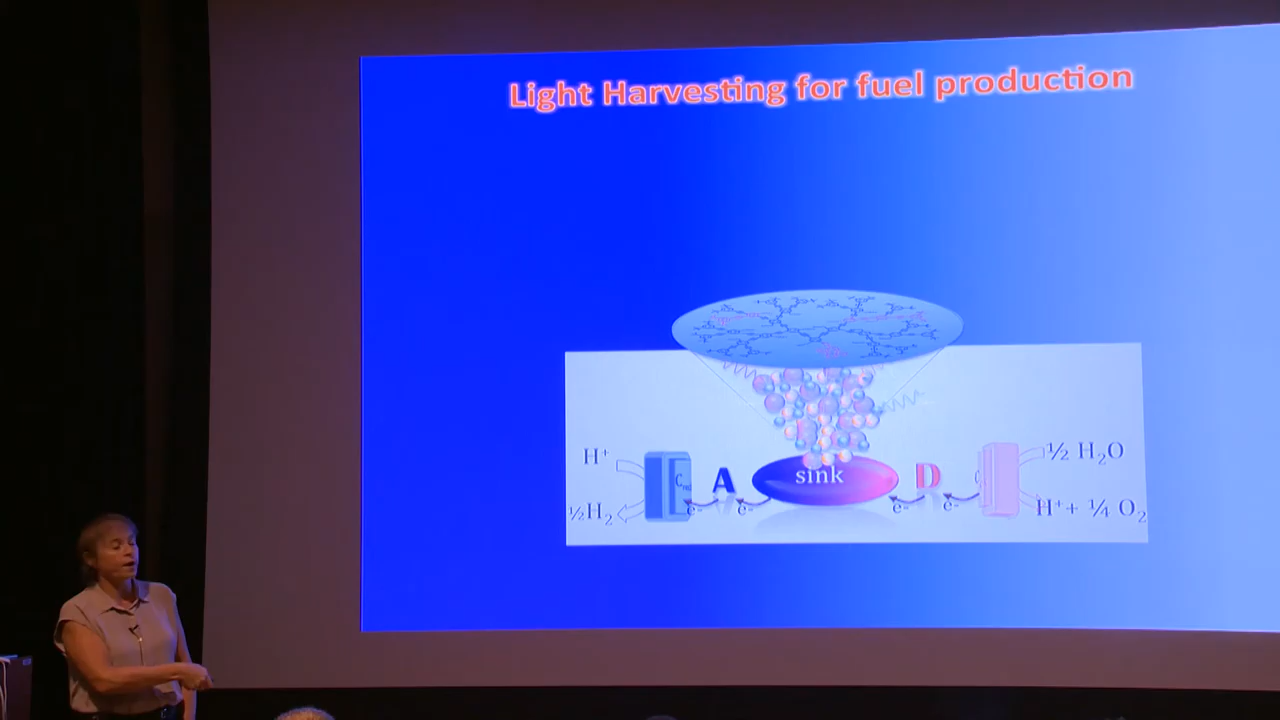 Light Harvesting for fuel production
H⁺
½H₂
A
e-
e-
sink
D
e-
e-
½ H₂O
H⁺+ ¼ O₂